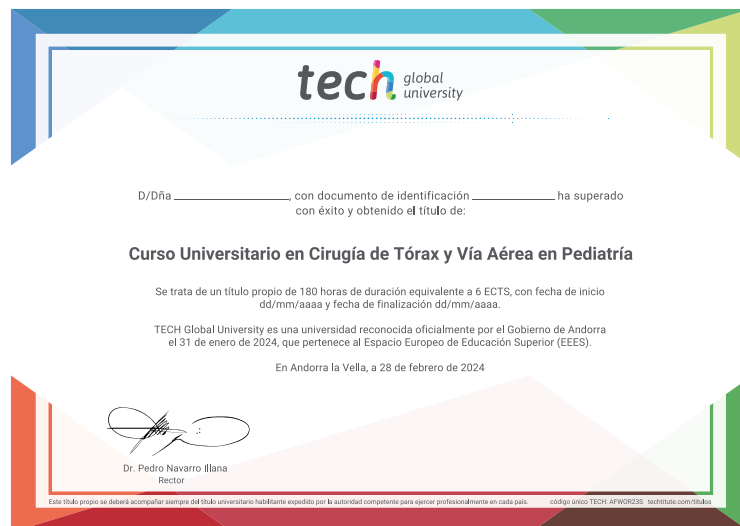 tech global university
D/Dña ________________, con documento de identificación ____________ ha superado
con éxito y obtenido el título de:
Curso Universitario en Cirugía de Tórax y Vía Aérea en Pediatría
Se trata de un título propio de 180 horas de duración equivalente a 6 ECTS, con fecha de inicio
dd/mm/aaaa y fecha de finalización dd/mm/aaaa.
TECH Global University es una universidad reconocida oficialmente por el Gobierno de Andorra
el 31 de enero de 2024, que pertenece al Espacio Europeo de Educación Superior (EEES).
En Andorra la Vella, a 28 de febrero de 2024
Dr. Pedro Navarro Illana
Rector
Este título propio se deberá acompañar siempre del título universitario habilitante expedido por la autoridad competente para ejercer profesionalmente en cada país. código único TECH: AFWOR23S techtitute.com/titulos